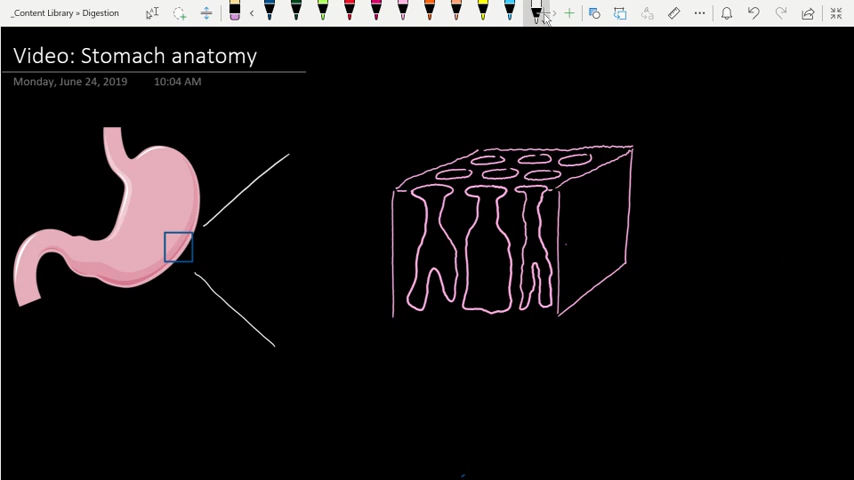 _Content Library » Digestion
Video: Stomach anatomy
Monday, June 24, 2019 10:04 AM